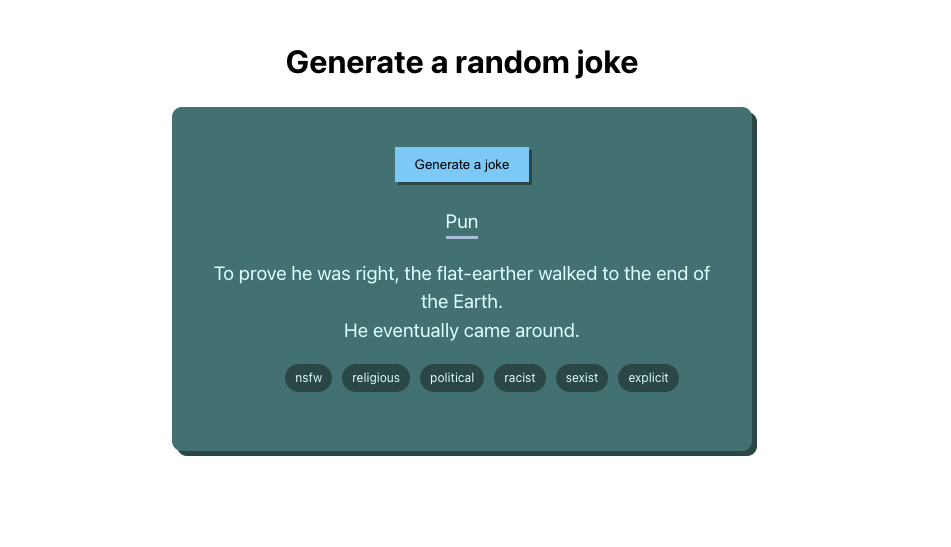 Generate a random joke
Generate a joke
Pun
To prove he was right, the flat-earther walked to the end of
the Earth.
He eventually came around.
nsfw religious political racist sexist explicit